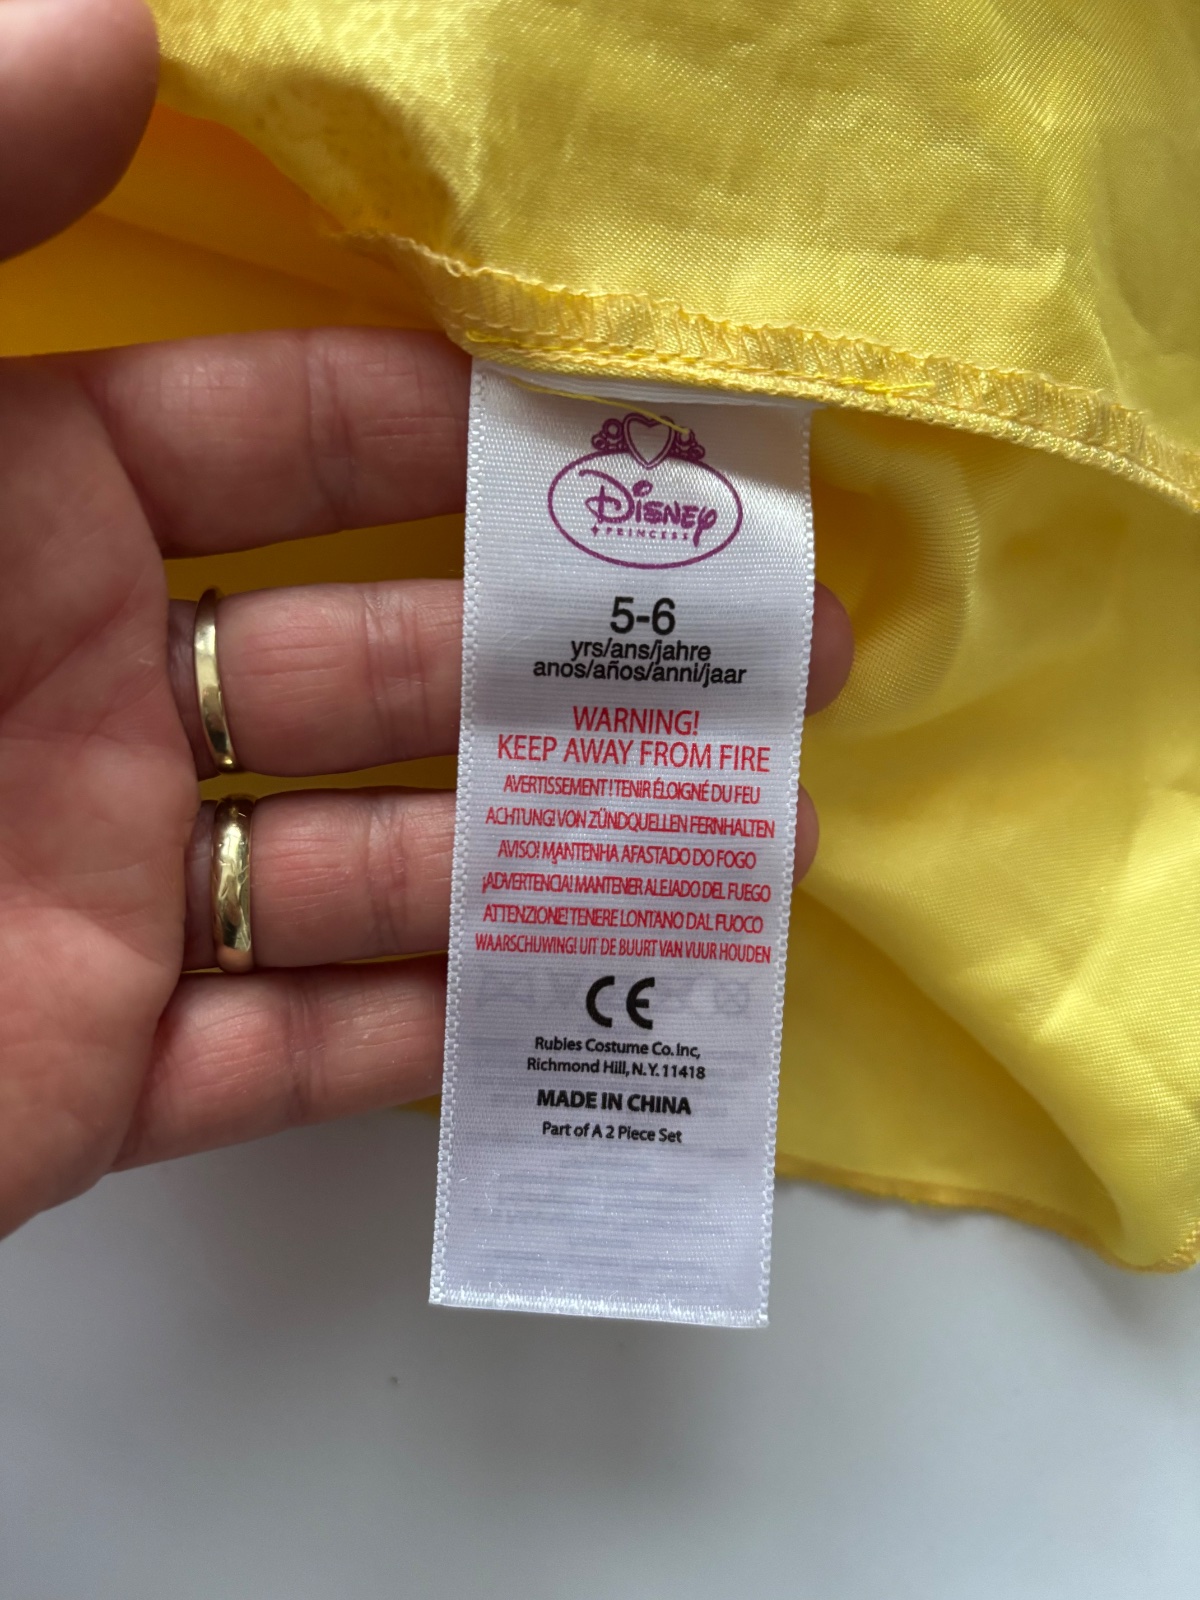 Disney
PRINCESS
5-6
yrs/ans/jahre
anos/años/anni/jaar
WARNING!
KEEP AWAY FROM FIRE
AVERTISSEMENT ! TENIR ÉLOIGNÉ DU FEU
ACHTUNG! VON ZÜNDQUELLEN FERNHALTEN
AVISO! MANTENHA AFASTADO DO FOGO
¡ADVERTENCIA! MANTENER ALEJADO DEL FUEGO
ATTENZIONE! TENERE LONTANO DAL FUOCO
WAARSCHUWING! UIT DE BUURT VAN VUUR HOUDEN
CE
Rubies Costume Co. Inc,
Richmond Hill, N.Y. 11418
MADE IN CHINA
Part of A 2 Piece Set